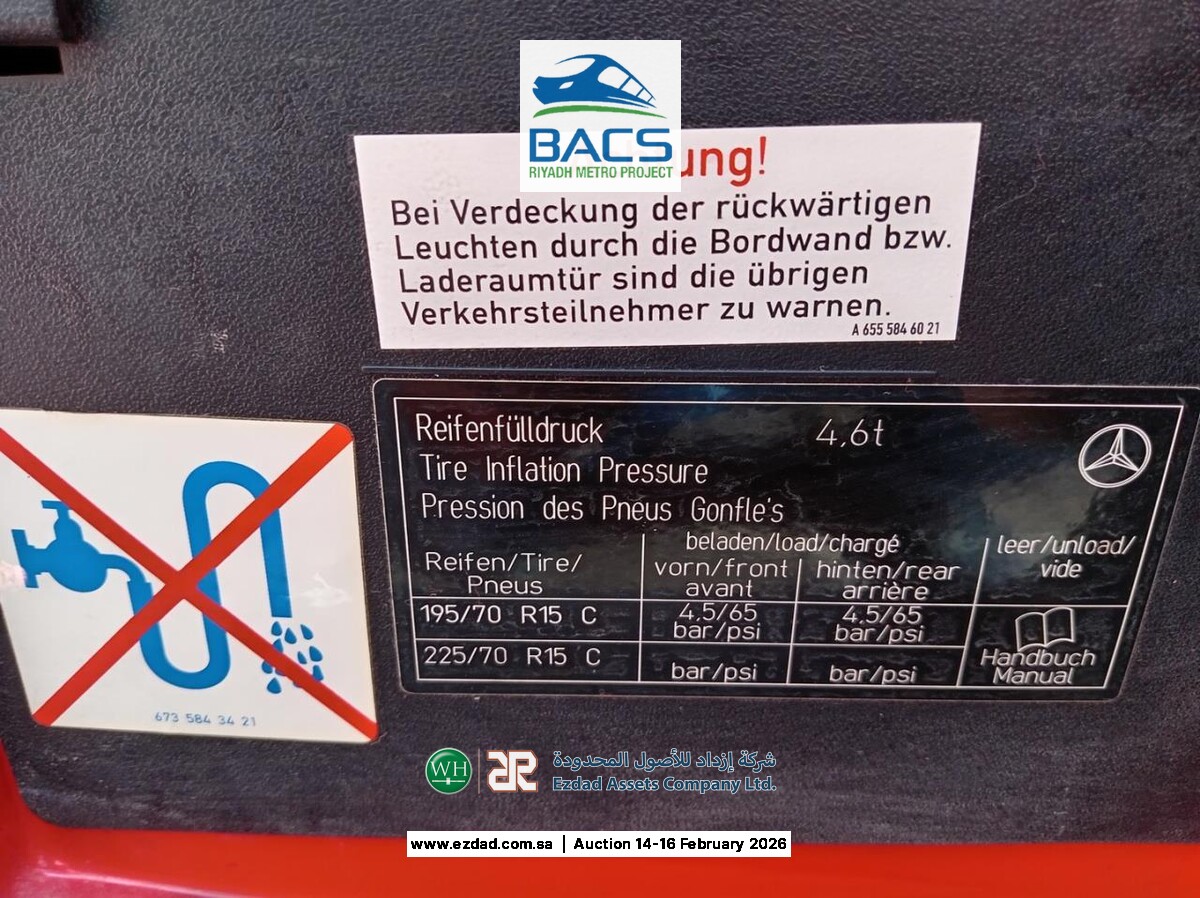 BACS
RIYADH METRO PROJECT
ung!
Bei Verdeckung der rückwärtigen
Leuchten durch die Bordwand bzw.
Laderaumtür sind die übrigen
Verkehrsteilnehmer zu warnen.
A 655 584 60 21
Reifenfülldruck 4,6t
Tire Inflation Pressure
Pression des Pneus Gonfle's
beladen/load/chargé
leer/unload/
vide
Reifen/Tire/
Pneus
vorn/front
avant
hinten/rear
arrière
195/70 R15 C
4.5/65
bar/psi
4.5/65
bar/psi
225/70 R15 C
bar/psi
bar/psi
Handbuch
Manual
673 584 34 21
WH
شركة إزداد للأصول المحدودة
Ezdad Assets Company Ltd.
www.ezdad.com.sa | Auction 14-16 February 2026